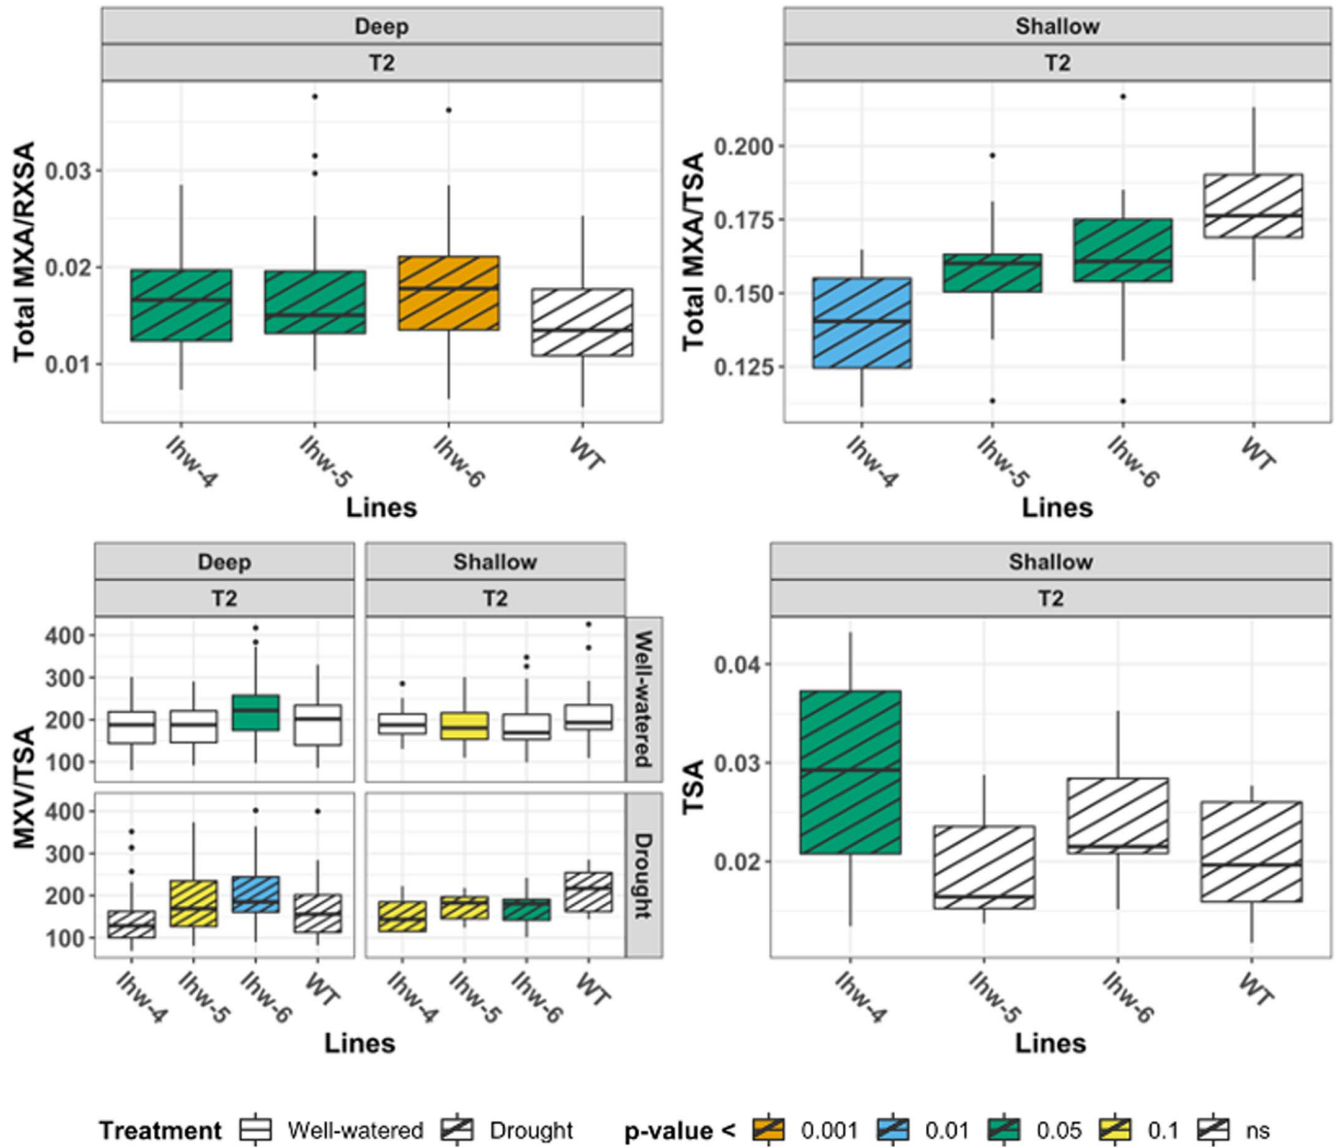 Deep
T2
Total MXA/RXSA
0.03
0.02
0.01
lhw-4 lhw-5 lhw-6 WT
Lines
Shallow
T2
Total MXA/TSA
0.200
0.175
0.150
0.125
lhw-4 lhw-5 lhw-6 WT
Lines
Deep Shallow
T2 T2
MXV/TSA
400
300
200
100
Well-watered
400
300
200
100
Drought
lhw-4 lhw-5 lhw-6 WT lhw-4 lhw-5 lhw-6 WT
Lines
Shallow
T2
TSA
0.04
0.03
0.02
lhw-4 lhw-5 lhw-6 WT
Lines
Treatment Well-watered Drought p-value < 0.001 0.01 0.05 0.1 ns